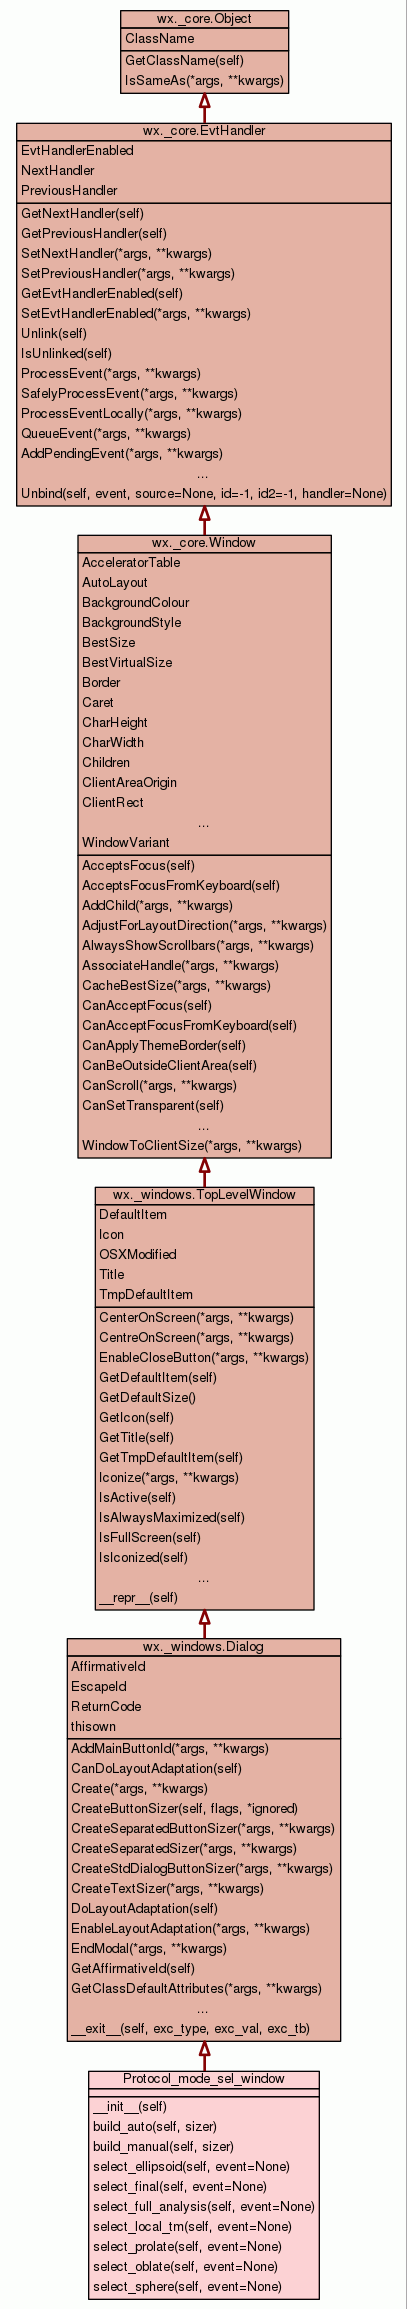 wx._core.Object
ClassName
GetClassName(self)
IsSameAs(*args, **kwargs)
wx._core.EvtHandler
EvtHandlerEnabled
NextHandler
PreviousHandler
GetNextHandler(self)
GetPreviousHandler(self)
SetNextHandler(*args, **kwargs)
SetPreviousHandler(*args, **kwargs)
GetEvtHandlerEnabled(self)
SetEvtHandlerEnabled(*args, **kwargs)
Unlink(self)
IsUnlinked(self)
ProcessEvent(*args, **kwargs)
SafelyProcessEvent(*args, **kwargs)
ProcessEventLocally(*args, **kwargs)
QueueEvent(*args, **kwargs)
AddPendingEvent(*args, **kwargs)
...
Unbind(self, event, source=None, id=-1, id2=-1, handler=None)
wx._core.Window
AcceleratorTable
AutoLayout
BackgroundColour
BackgroundStyle
BestSize
BestVirtualSize
Border
Caret
CharHeight
CharWidth
Children
ClientAreaOrigin
ClientRect
...
WindowVariant
AcceptsFocus(self)
AcceptsFocusFromKeyboard(self)
AddChild(*args, **kwargs)
AdjustForLayoutDirection(*args, **kwargs)
AlwaysShowScrollbars(*args, **kwargs)
AssociateHandle(*args, **kwargs)
CacheBestSize(*args, **kwargs)
CanAcceptFocus(self)
CanAcceptFocusFromKeyboard(self)
CanApplyThemeBorder(self)
CanBeOutsideClientArea(self)
CanScroll(*args, **kwargs)
CanSetTransparent(self)
...
WindowToClientSize(*args, **kwargs)
wx._windows.TopLevelWindow
DefaultItem
Icon
OSXModified
Title
TmpDefaultItem
CenterOnScreen(*args, **kwargs)
CentreOnScreen(*args, **kwargs)
EnableCloseButton(*args, **kwargs)
GetDefaultItem(self)
GetDefaultSize()
GetIcon(self)
GetTitle(self)
GetTmpDefaultItem(self)
Iconize(*args, **kwargs)
IsActive(self)
IsAlwaysMaximized(self)
IsFullScreen(self)
IsIconized(self)
...
__repr__(self)
wx._windows.Dialog
AffirmativeId
EscapeId
ReturnCode
thisown
AddMainButtonId(*args, **kwargs)
CanDoLayoutAdaptation(self)
Create(*args, **kwargs)
CreateButtonSizer(self, flags, *ignored)
CreateSeparatedButtonSizer(*args, **kwargs)
CreateSeparatedSizer(*args, **kwargs)
CreateStdDialogButtonSizer(*args, **kwargs)
CreateTextSizer(*args, **kwargs)
DoLayoutAdaptation(self)
EnableLayoutAdaptation(*args, **kwargs)
EndModal(*args, **kwargs)
GetAffirmativeId(self)
GetClassDefaultAttributes(*args, **kwargs)
...
__exit__(self, exc_type, exc_val, exc_tb)
Protocol_mode_sel_window
__init__(self)
build_auto(self, sizer)
build_manual(self, sizer)
select_ellipsoid(self, event=None)
select_final(self, event=None)
select_full_analysis(self, event=None)
select_local_tm(self, event=None)
select_prolate(self, event=None)
select_oblate(self, event=None)
select_sphere(self, event=None)